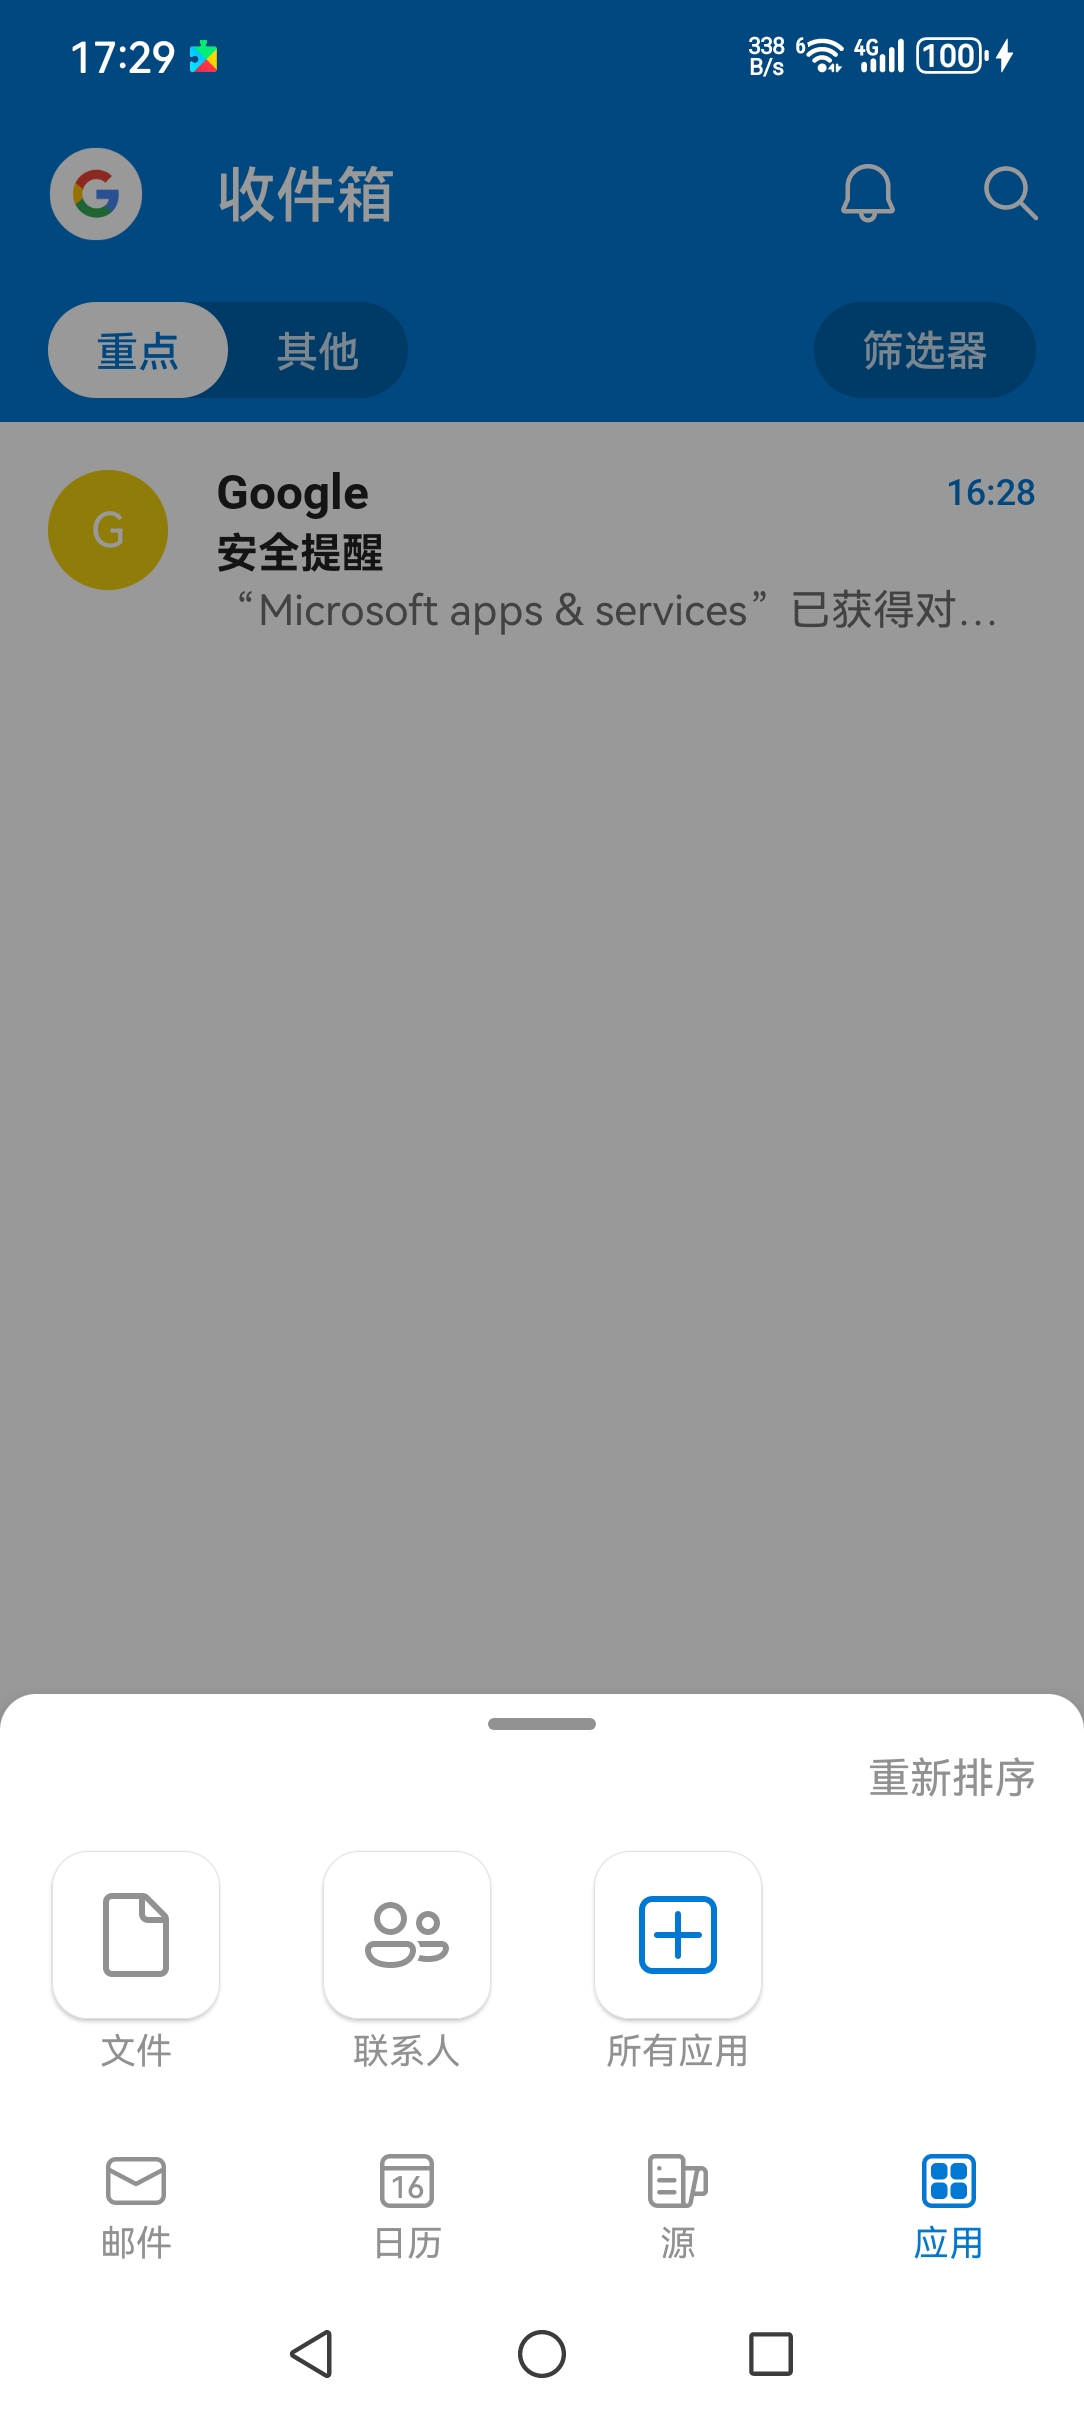 17:29
338 B/s
6
4G
100
收件箱
重点
其他
筛选器
G
Google
16:28
安全提醒
“Microsoft apps & services”已获得对…
重新排序
文件
联系人
所有应用
邮件
16
日历
源
应用